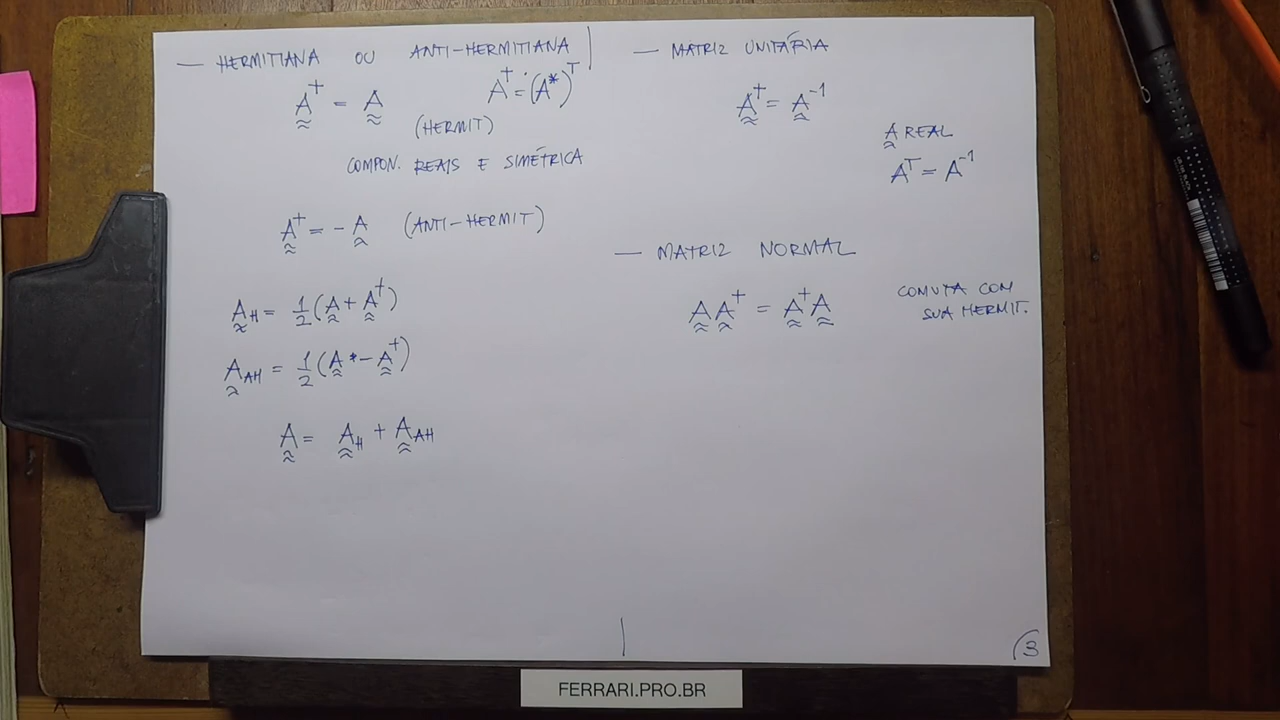 — HERMITIANA OU ANTI-HERMITIANA
A† = A A† = (A*)ᵀ
(HERMIT)
COMPON. REAIS E SIMÉTRICA
A† = - A (ANTI-HERMIT)
A_H = 1/2 (A + A†)
A_AH = 1/2 (A* - A†)
A = A_H + A_AH
— MATRIZ UNITÁRIA
A† = A⁻¹
A REAL
Aᵀ = A⁻¹
— MATRIZ NORMAL
A A† = A† A
COMUTA COM
SUA HERMIT.
3
FERRARI.PRO.BR